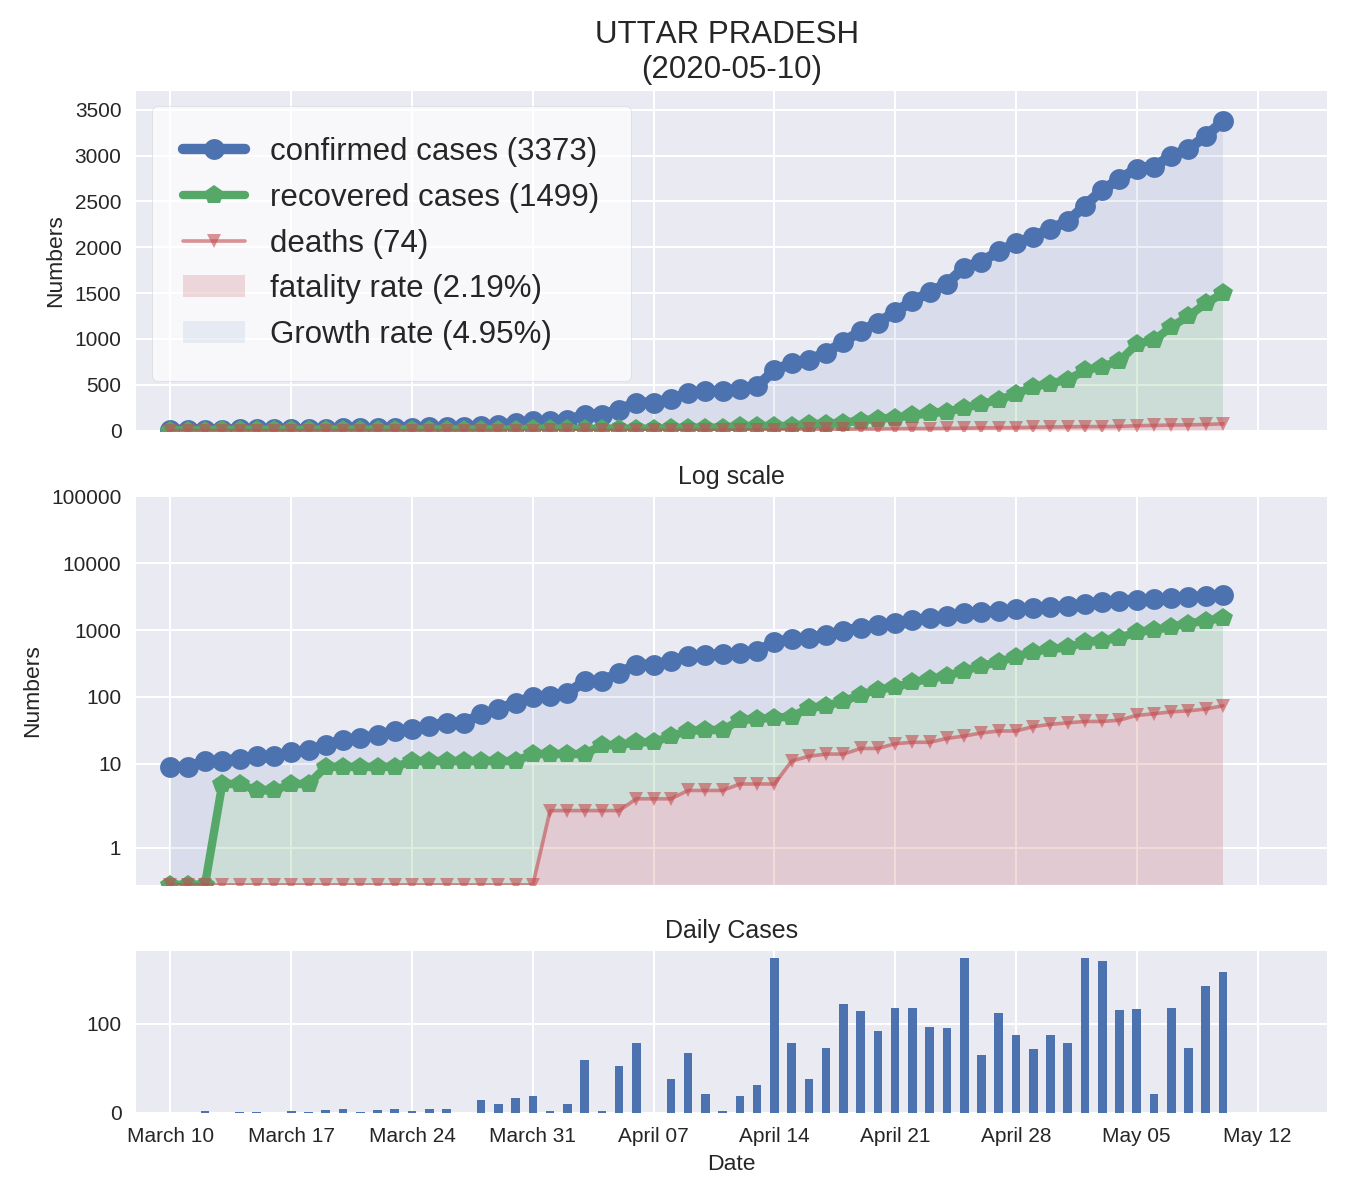 UTTAR PRADESH
(2020-05-10)
3500
3000
2500
2000
1500
1000
500
0
Numbers
confirmed cases (3373)
recovered cases (1499)
deaths (74)
fatality rate (2.19%)
Growth rate (4.95%)
Log scale
100000
10000
1000
100
10
1
Numbers
Daily Cases
100
0
March 10 March 17 March 24 March 31 April 07 April 14 April 21 April 28 May 05 May 12
Date